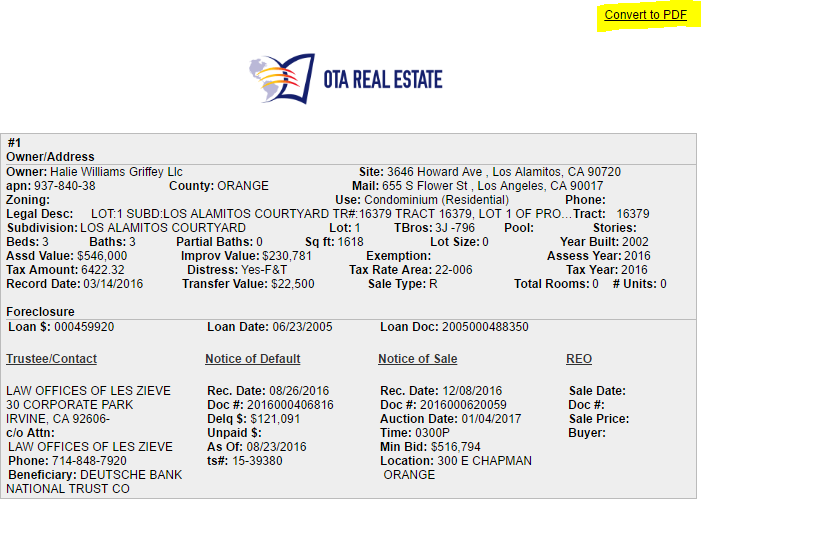 Convert to PDF
OTA REAL ESTATE
#1
Owner/Address
Owner: Halie Williams Griffey Llc Site: 3646 Howard Ave , Los Alamitos, CA 90720
apn: 937-840-38 County: ORANGE Mail: 655 S Flower St , Los Angeles, CA 90017
Zoning: Use: Condominium (Residential) Phone:
Legal Desc: LOT:1 SUBD:LOS ALAMITOS COURTYARD TR#:16379 TRACT 16379, LOT 1 OF PRO... Tract: 16379
Subdivision: LOS ALAMITOS COURTYARD Lot: 1 TBros: 3J -796 Pool: Stories:
Beds: 3 Baths: 3 Partial Baths: 0 Sq ft: 1618 Lot Size: 0 Year Built: 2002
Assd Value: $546,000 Improv Value: $230,781 Exemption: Assess Year: 2016
Tax Amount: 6422.32 Distress: Yes-F&T Tax Rate Area: 22-006 Tax Year: 2016
Record Date: 03/14/2016 Transfer Value: $22,500 Sale Type: R Total Rooms: 0 # Units: 0
Foreclosure
Loan $: 000459920 Loan Date: 06/23/2005 Loan Doc: 2005000488350
Trustee/Contact Notice of Default Notice of Sale REO
LAW OFFICES OF LES ZIEVE Rec. Date: 08/26/2016 Rec. Date: 12/08/2016 Sale Date:
30 CORPORATE PARK Doc #: 2016000406816 Doc #: 2016000620059 Doc #:
IRVINE, CA 92606- Delq $: $121,091 Auction Date: 01/04/2017 Sale Price:
c/o Attn: Unpaid $: Time: 0300P Buyer:
LAW OFFICES OF LES ZIEVE As Of: 08/23/2016 Min Bid: $516,794
Phone: 714-848-7920 ts#: 15-39380 Location: 300 E CHAPMAN
Beneficiary: DEUTSCHE BANK ORANGE
NATIONAL TRUST CO